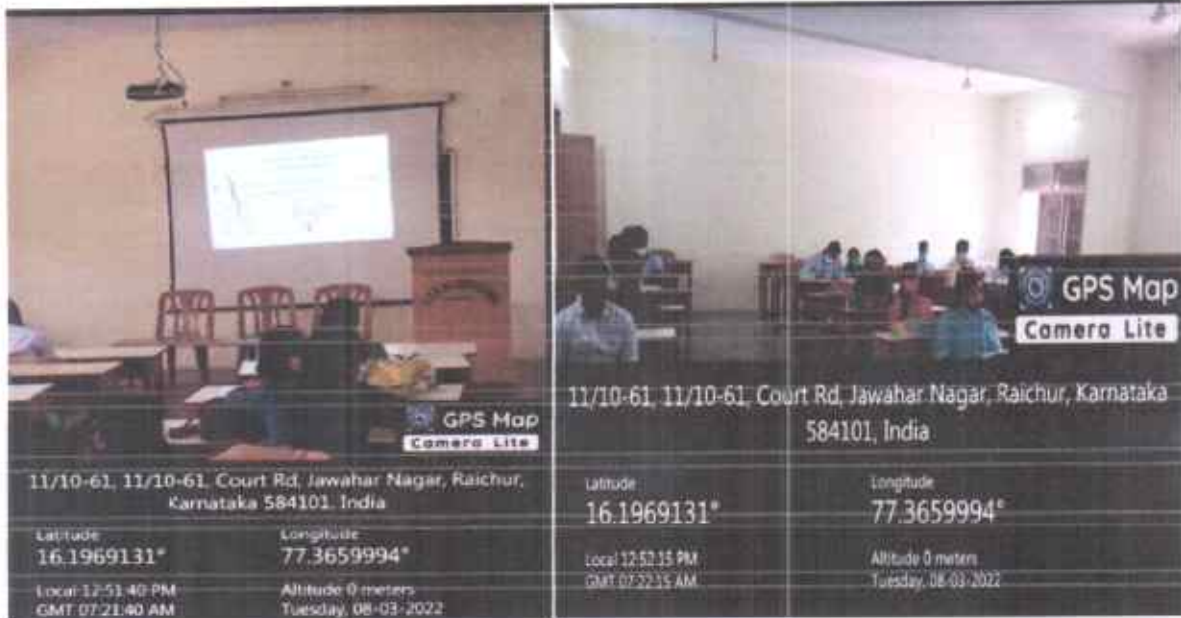 GPS Map
Camera Lite
11/10-61, 11/10-61, Court Rd, Jawahar Nagar, Raichur,
Karnataka 584101, India
Latitude
16.1969131°
Longitude
77.3659994°
Local 12:51:40 PM
GMT 07:21:40 AM
Altitude 0 meters
Tuesday, 08-03-2022
GPS Map
Camera Lite
11/10-61, 11/10-61, Court Rd, Jawahar Nagar, Raichur, Karnataka
584101, India
Latitude
16.1969131°
Longitude
77.3659994°
Local 12:52:15 PM
GMT 07:22:15 AM
Altitude 0 meters
Tuesday, 08-03-2022